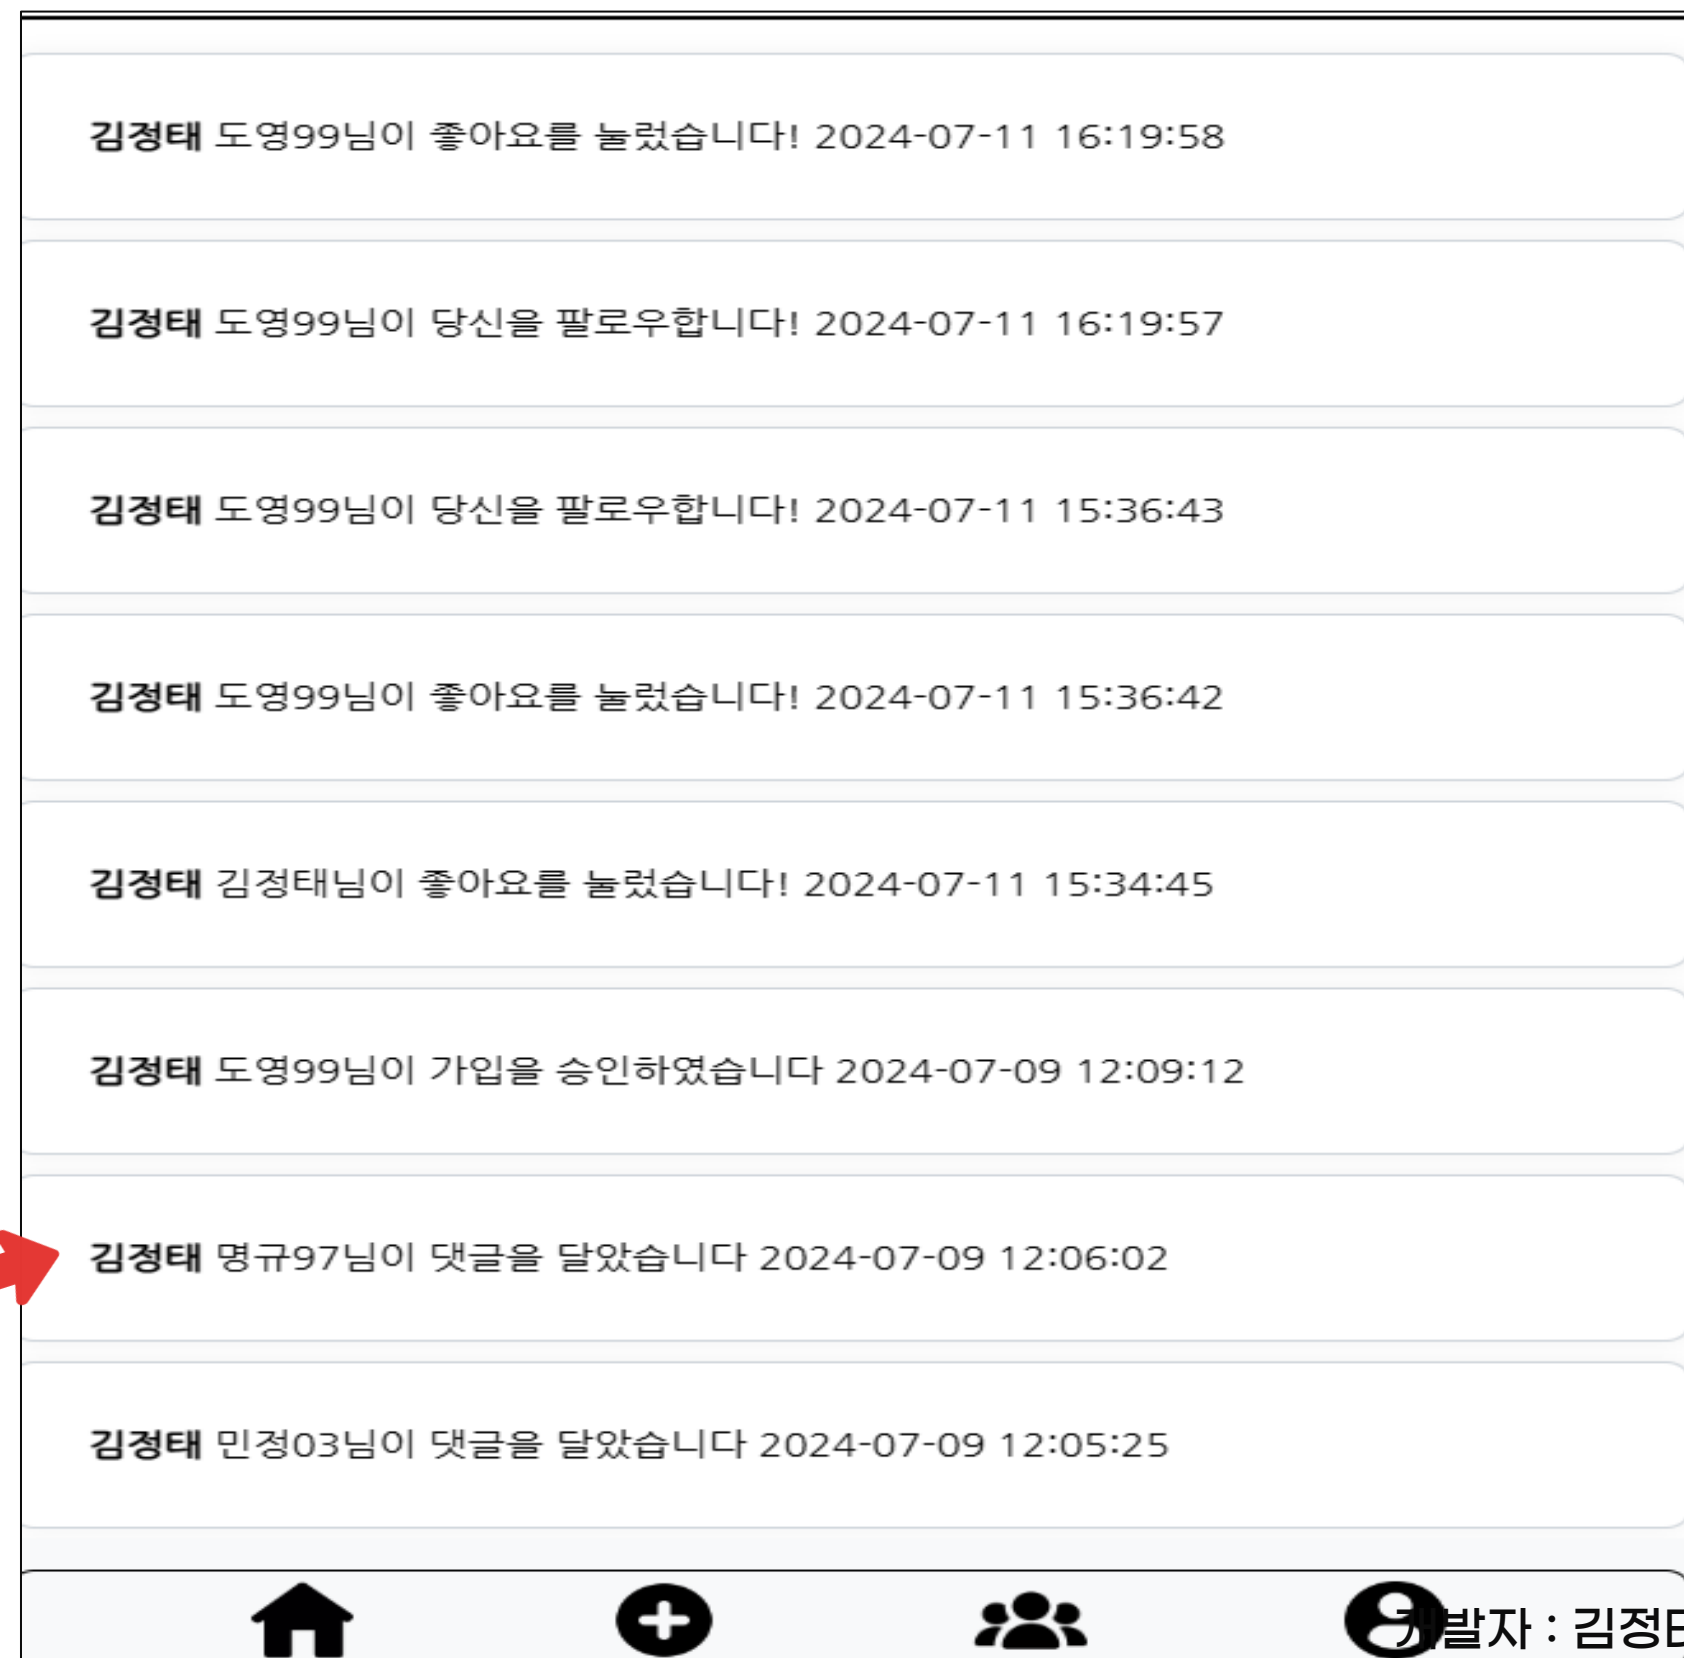 김정태 도영99님이 좋아요를 눌렀습니다! 2024-07-11 16:19:58
김정태 도영99님이 당신을 팔로우합니다! 2024-07-11 16:19:57
김정태 도영99님이 당신을 팔로우합니다! 2024-07-11 15:36:43
김정태 도영99님이 좋아요를 눌렀습니다! 2024-07-11 15:36:42
김정태 김정태님이 좋아요를 눌렀습니다! 2024-07-11 15:34:45
김정태 도영99님이 가입을 승인하였습니다 2024-07-09 12:09:12
김정태 명규97님이 댓글을 달았습니다 2024-07-09 12:06:02
김정태 민정03님이 댓글을 달았습니다 2024-07-09 12:05:25
개발자 : 김정